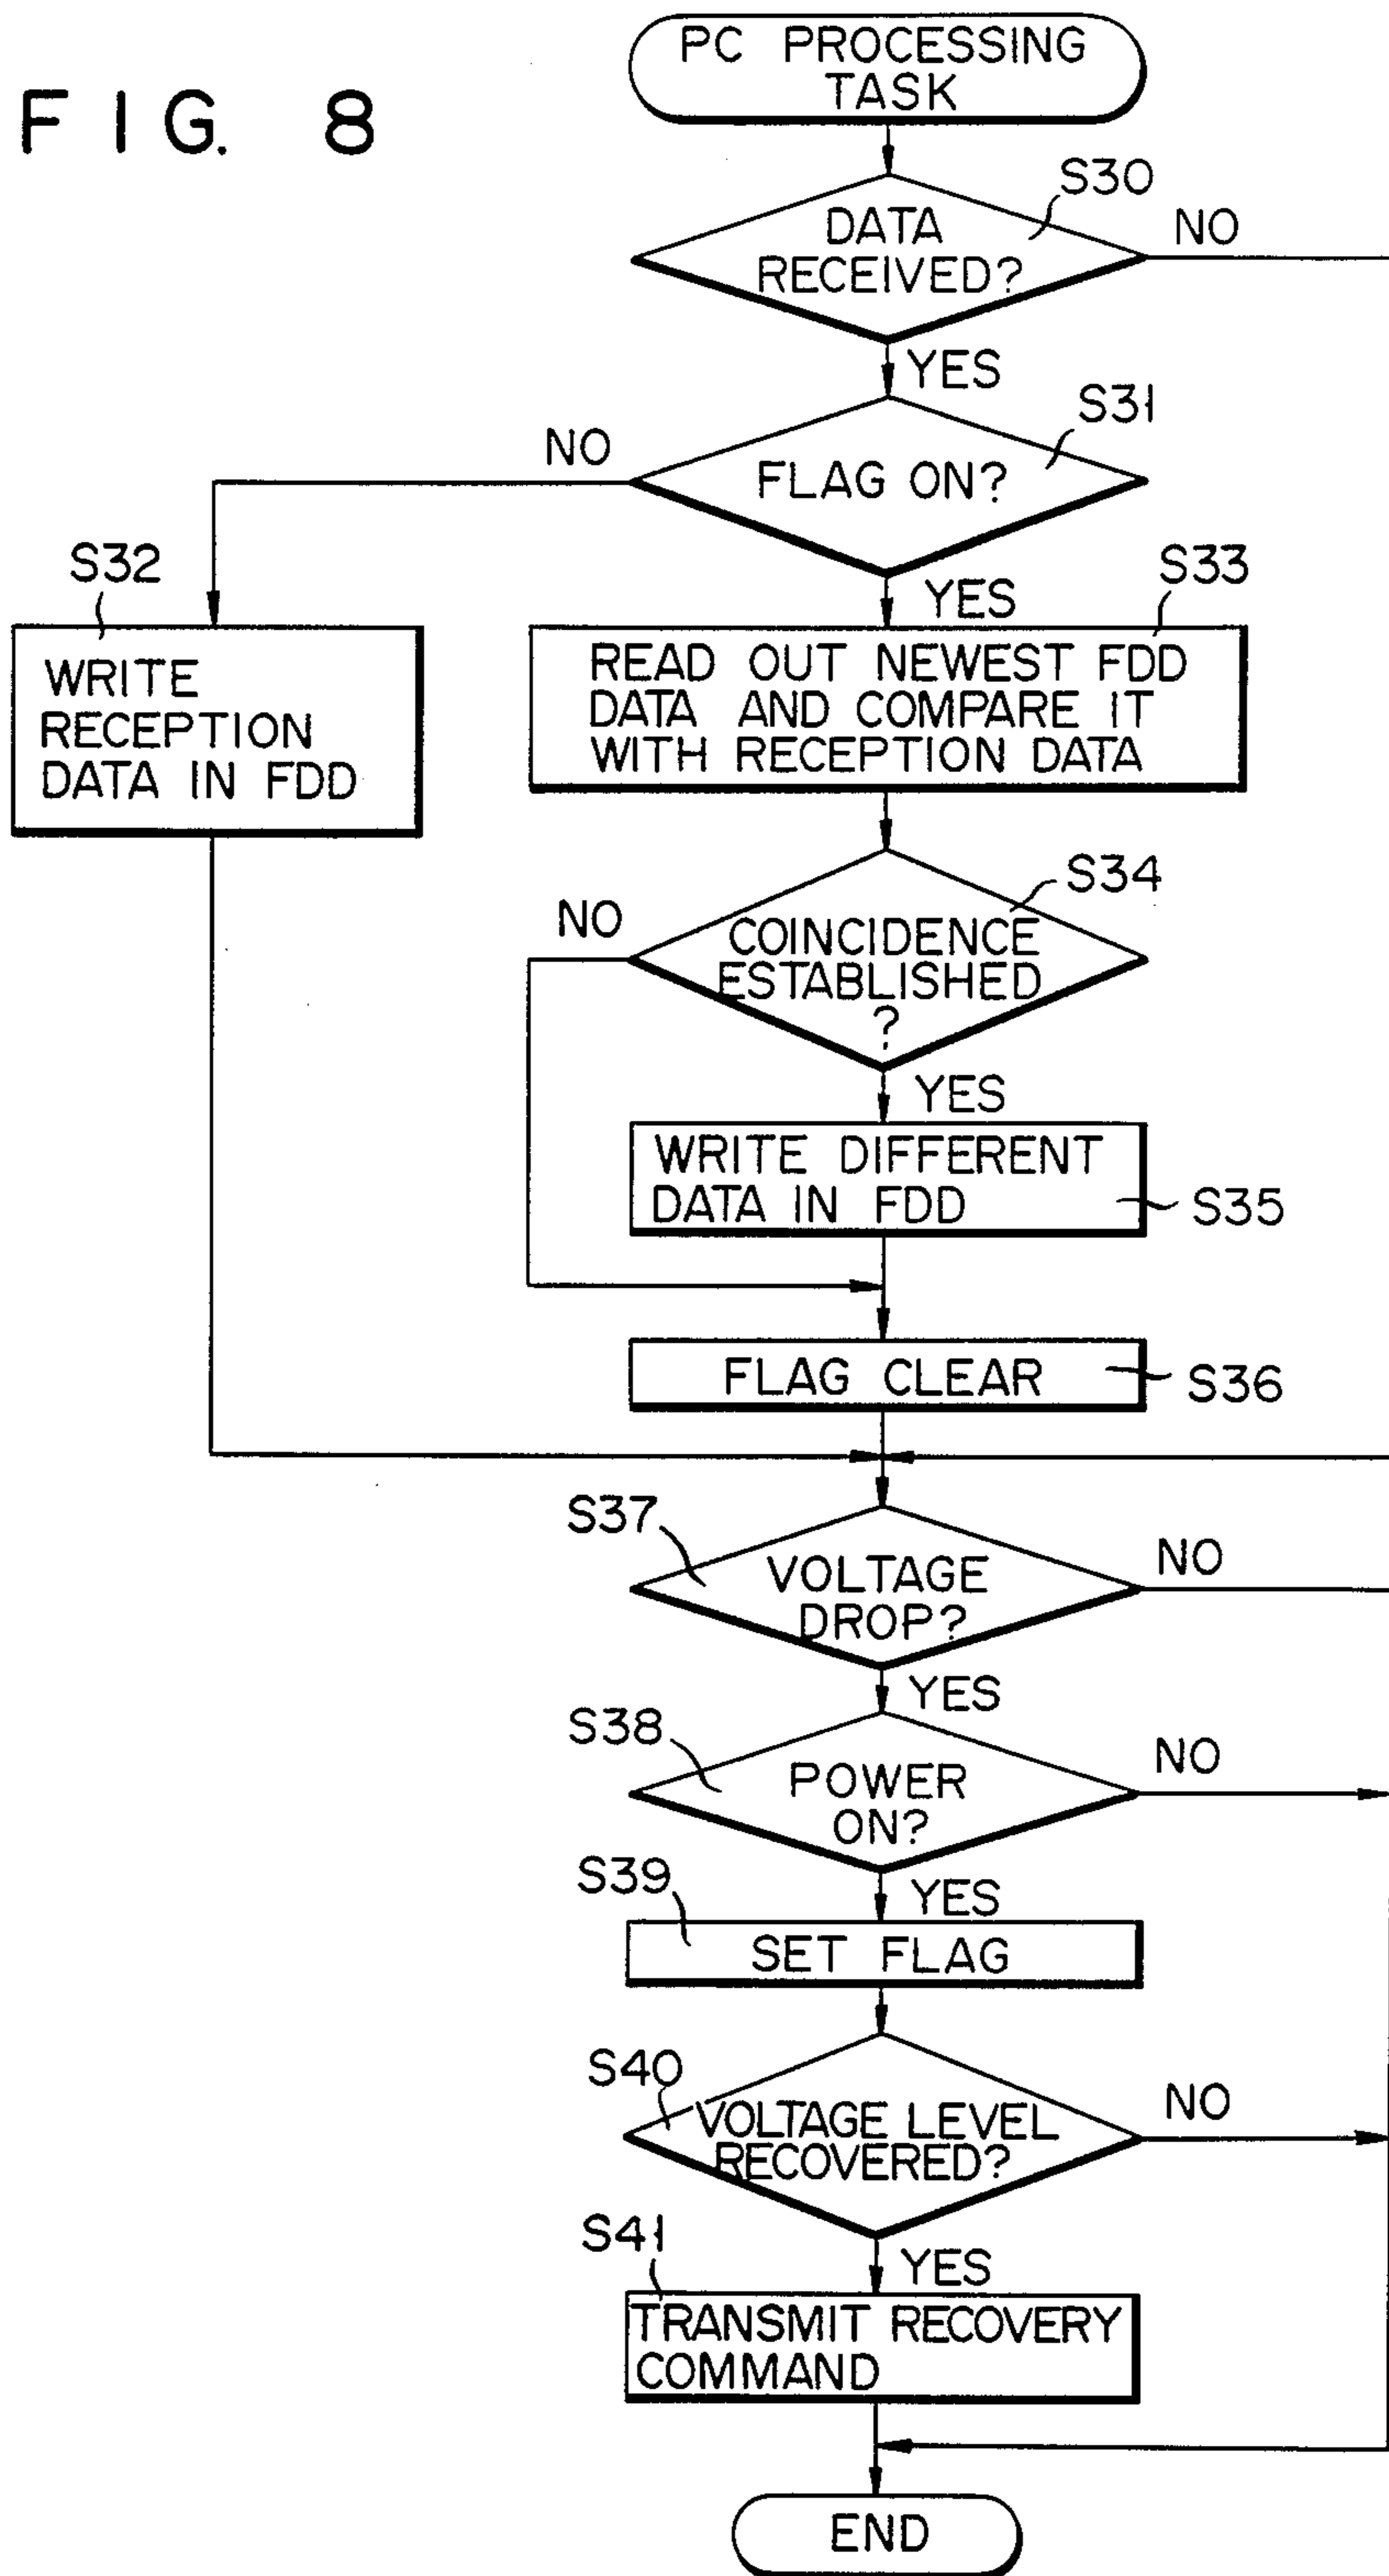 FIG. 8
PC PROCESSING
TASK
S30
DATA
RECEIVED?
NO
YES
S31
FLAG ON?
NO
YES
S32
WRITE
RECEPTION
DATA IN FDD
S33
READ OUT NEWEST FDD
DATA AND COMPARE IT
WITH RECEPTION DATA
S34
COINCIDENCE
ESTABLISHED
?
NO
YES
WRITE DIFFERENT
DATA IN FDD
S35
FLAG CLEAR
S36
S37
VOLTAGE
DROP?
NO
YES
S38
POWER
ON?
NO
YES
S39
SET FLAG
S40
VOLTAGE LEVEL
RECOVERED?
NO
YES
S41
TRANSMIT RECOVERY
COMMAND
END